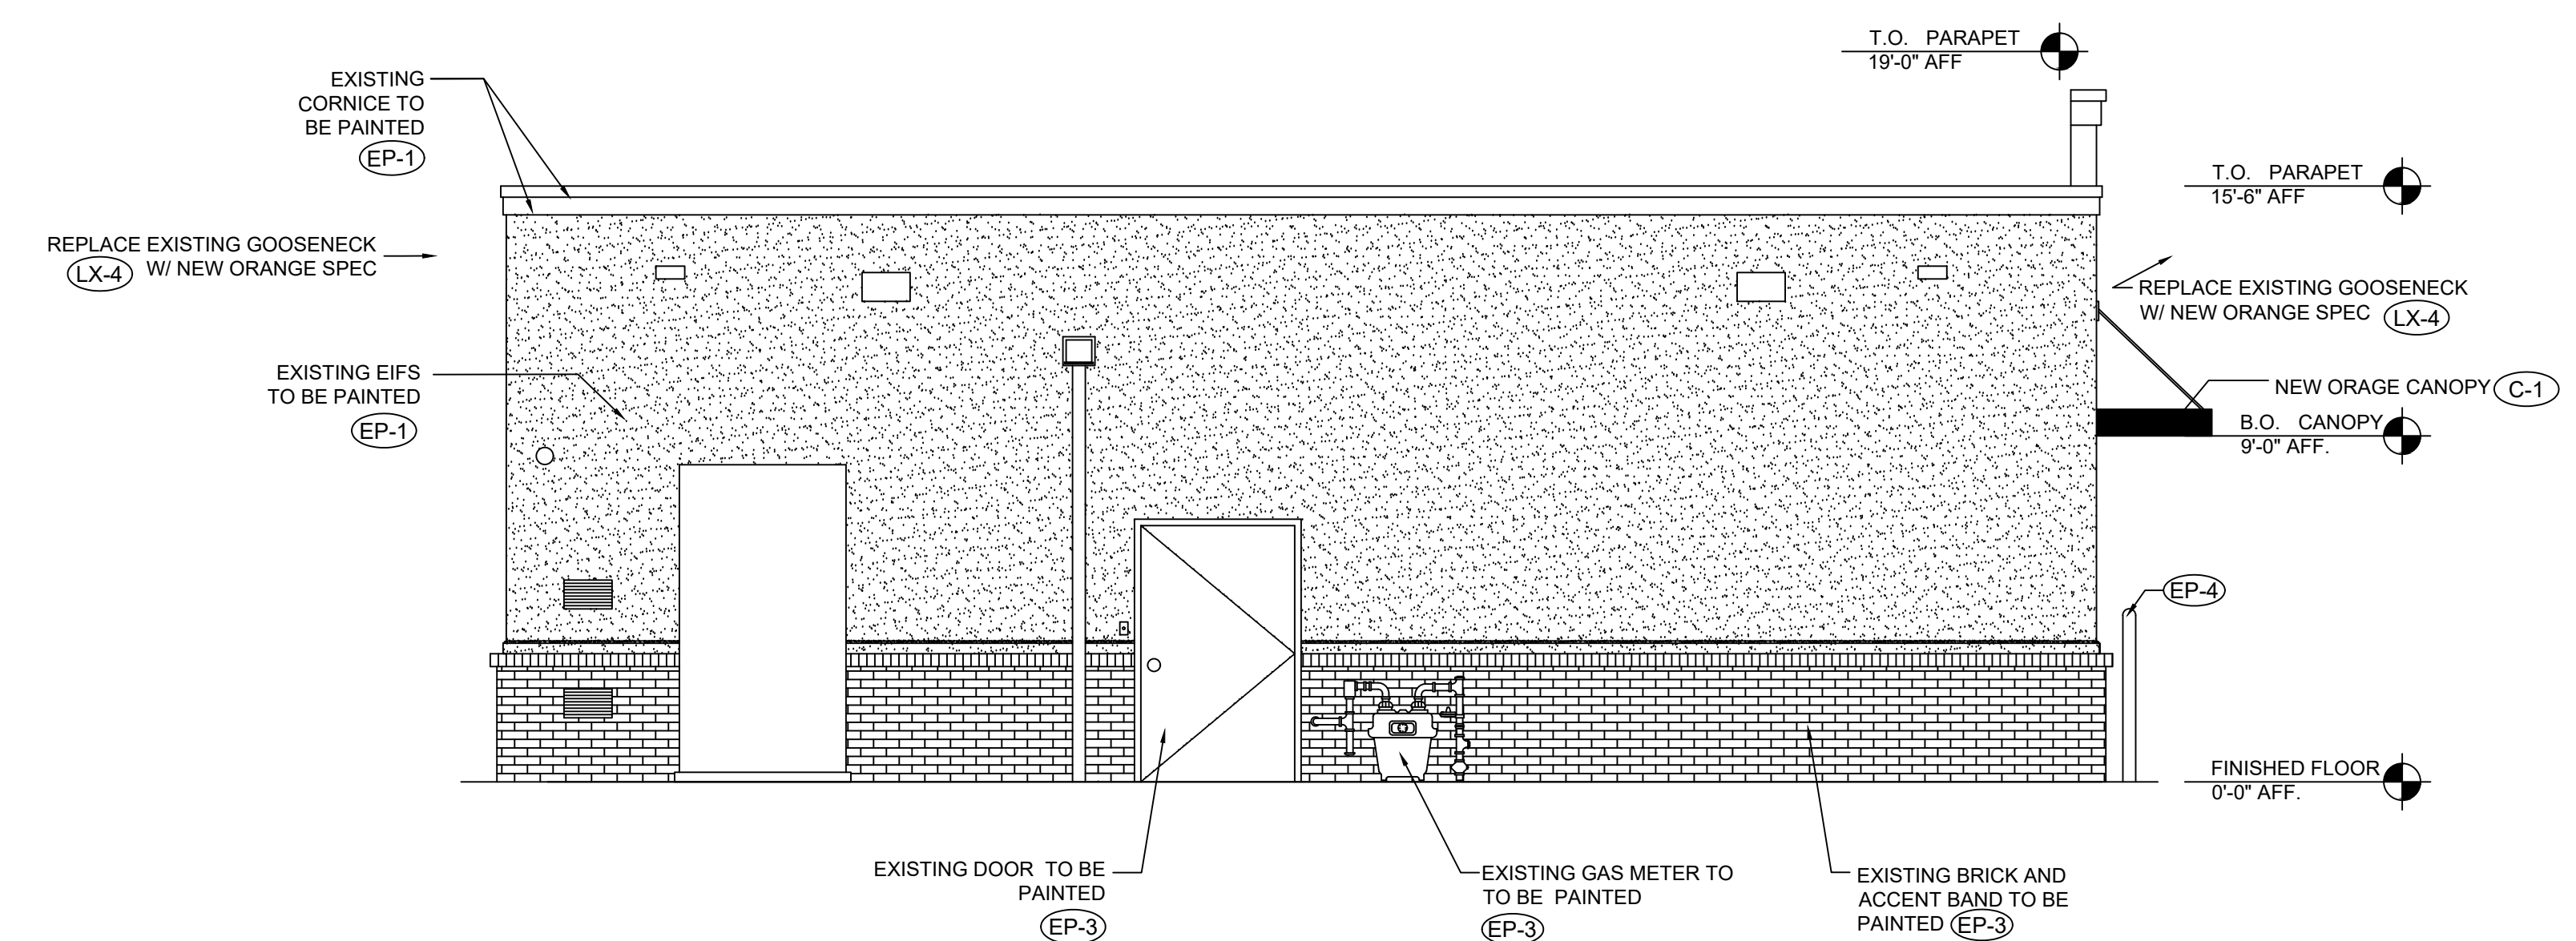 T.O. PARAPET
19'-0" AFF
EXISTING
CORNICE TO
BE PAINTED
EP-1
T.O. PARAPET
15'-6" AFF
REPLACE EXISTING GOOSENECK
LX-4 W/ NEW ORANGE SPEC
REPLACE EXISTING GOOSENECK
W/ NEW ORANGE SPEC LX-4
EXISTING EIFS
TO BE PAINTED
EP-1
NEW ORAGE CANOPY C-1
B.O. CANOPY
9'-0" AFF.
EP-4
FINISHED FLOOR
0'-0" AFF.
EXISTING DOOR TO BE
PAINTED
EP-3
EXISTING GAS METER TO
TO BE PAINTED
EP-3
EXISTING BRICK AND
ACCENT BAND TO BE
PAINTED EP-3